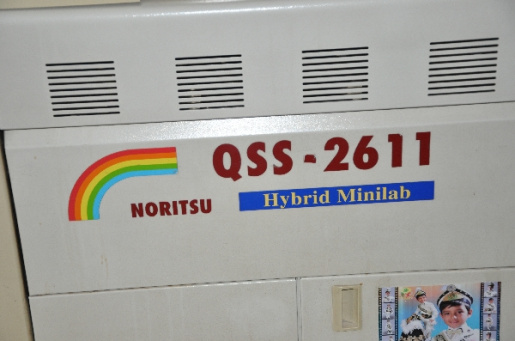 QSS-2611
NORITSU
Hybrid Minilab